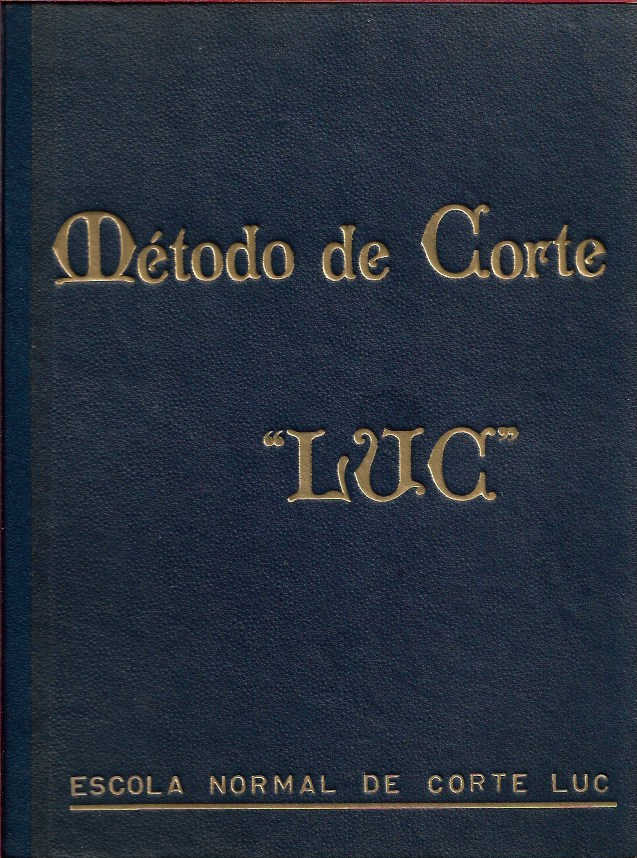 Método de Corte
“LUC”
ESCOLA NORMAL DE CORTE LUC